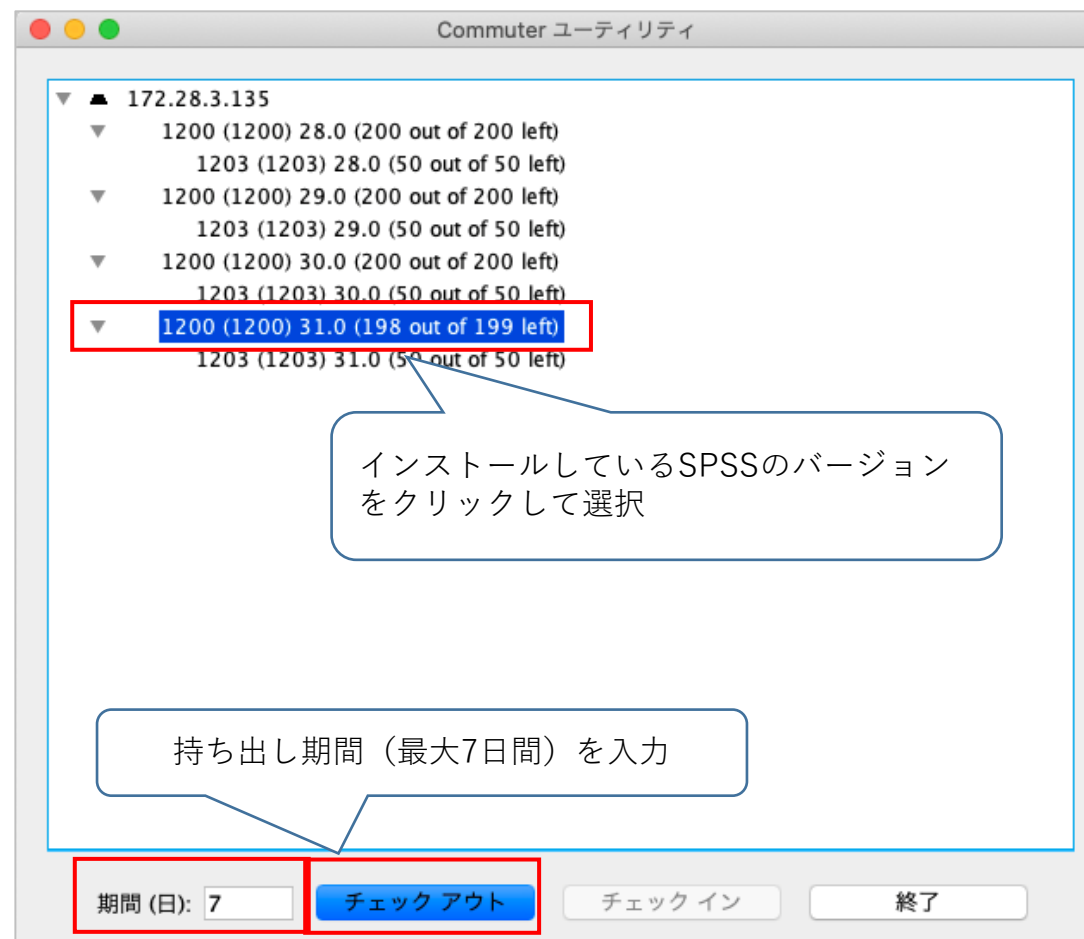 Commuter ユーティリティ
172.28.3.135
1200 (1200) 28.0 (200 out of 200 left)
1203 (1203) 28.0 (50 out of 50 left)
1200 (1200) 29.0 (200 out of 200 left)
1203 (1203) 29.0 (50 out of 50 left)
1200 (1200) 30.0 (200 out of 200 left)
1203 (1203) 30.0 (50 out of 50 left)
1200 (1200) 31.0 (198 out of 199 left)
1203 (1203) 31.0 (50 out of 50 left)
インストールしているSPSSのバージョン
をクリックして選択
持ち出し期間（最大7日間）を入力
期間 (日): 7 チェック アウト チェック イン 終了